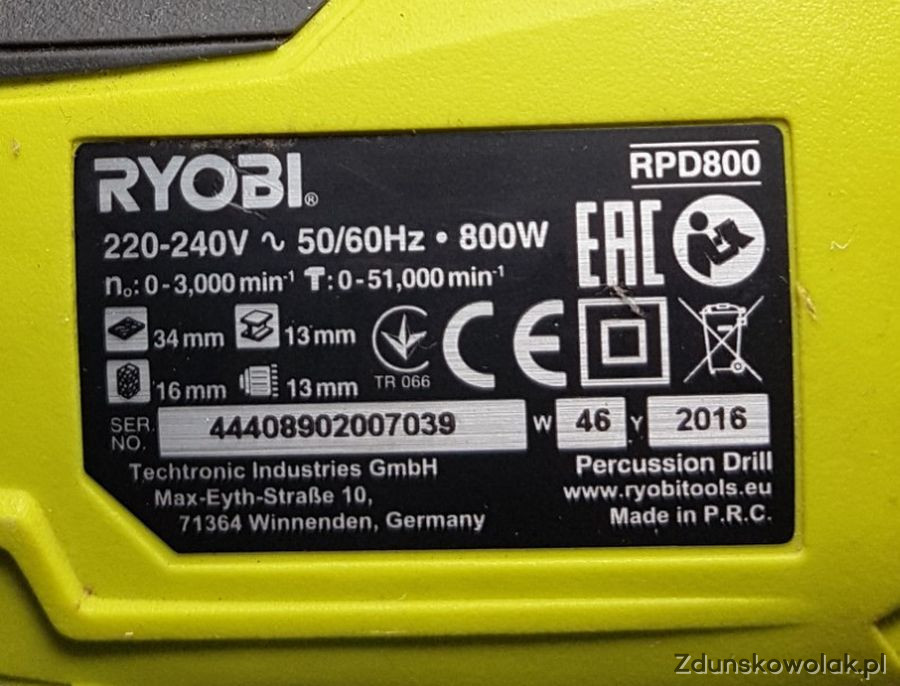 RYOBI®
RPD800
220-240V ~ 50/60Hz • 800W
n₀: 0-3,000 min⁻¹ T: 0-51,000 min⁻¹
EAC
34 mm 13 mm
16 mm 13 mm
TR 066
CE
SER. NO. 44408902007039 W 46 Y 2016
Techtronic Industries GmbH
Max-Eyth-Straße 10,
71364 Winnenden, Germany
Percussion Drill
www.ryobitools.eu
Made in P.R.C.
Zdunskowolak.pl